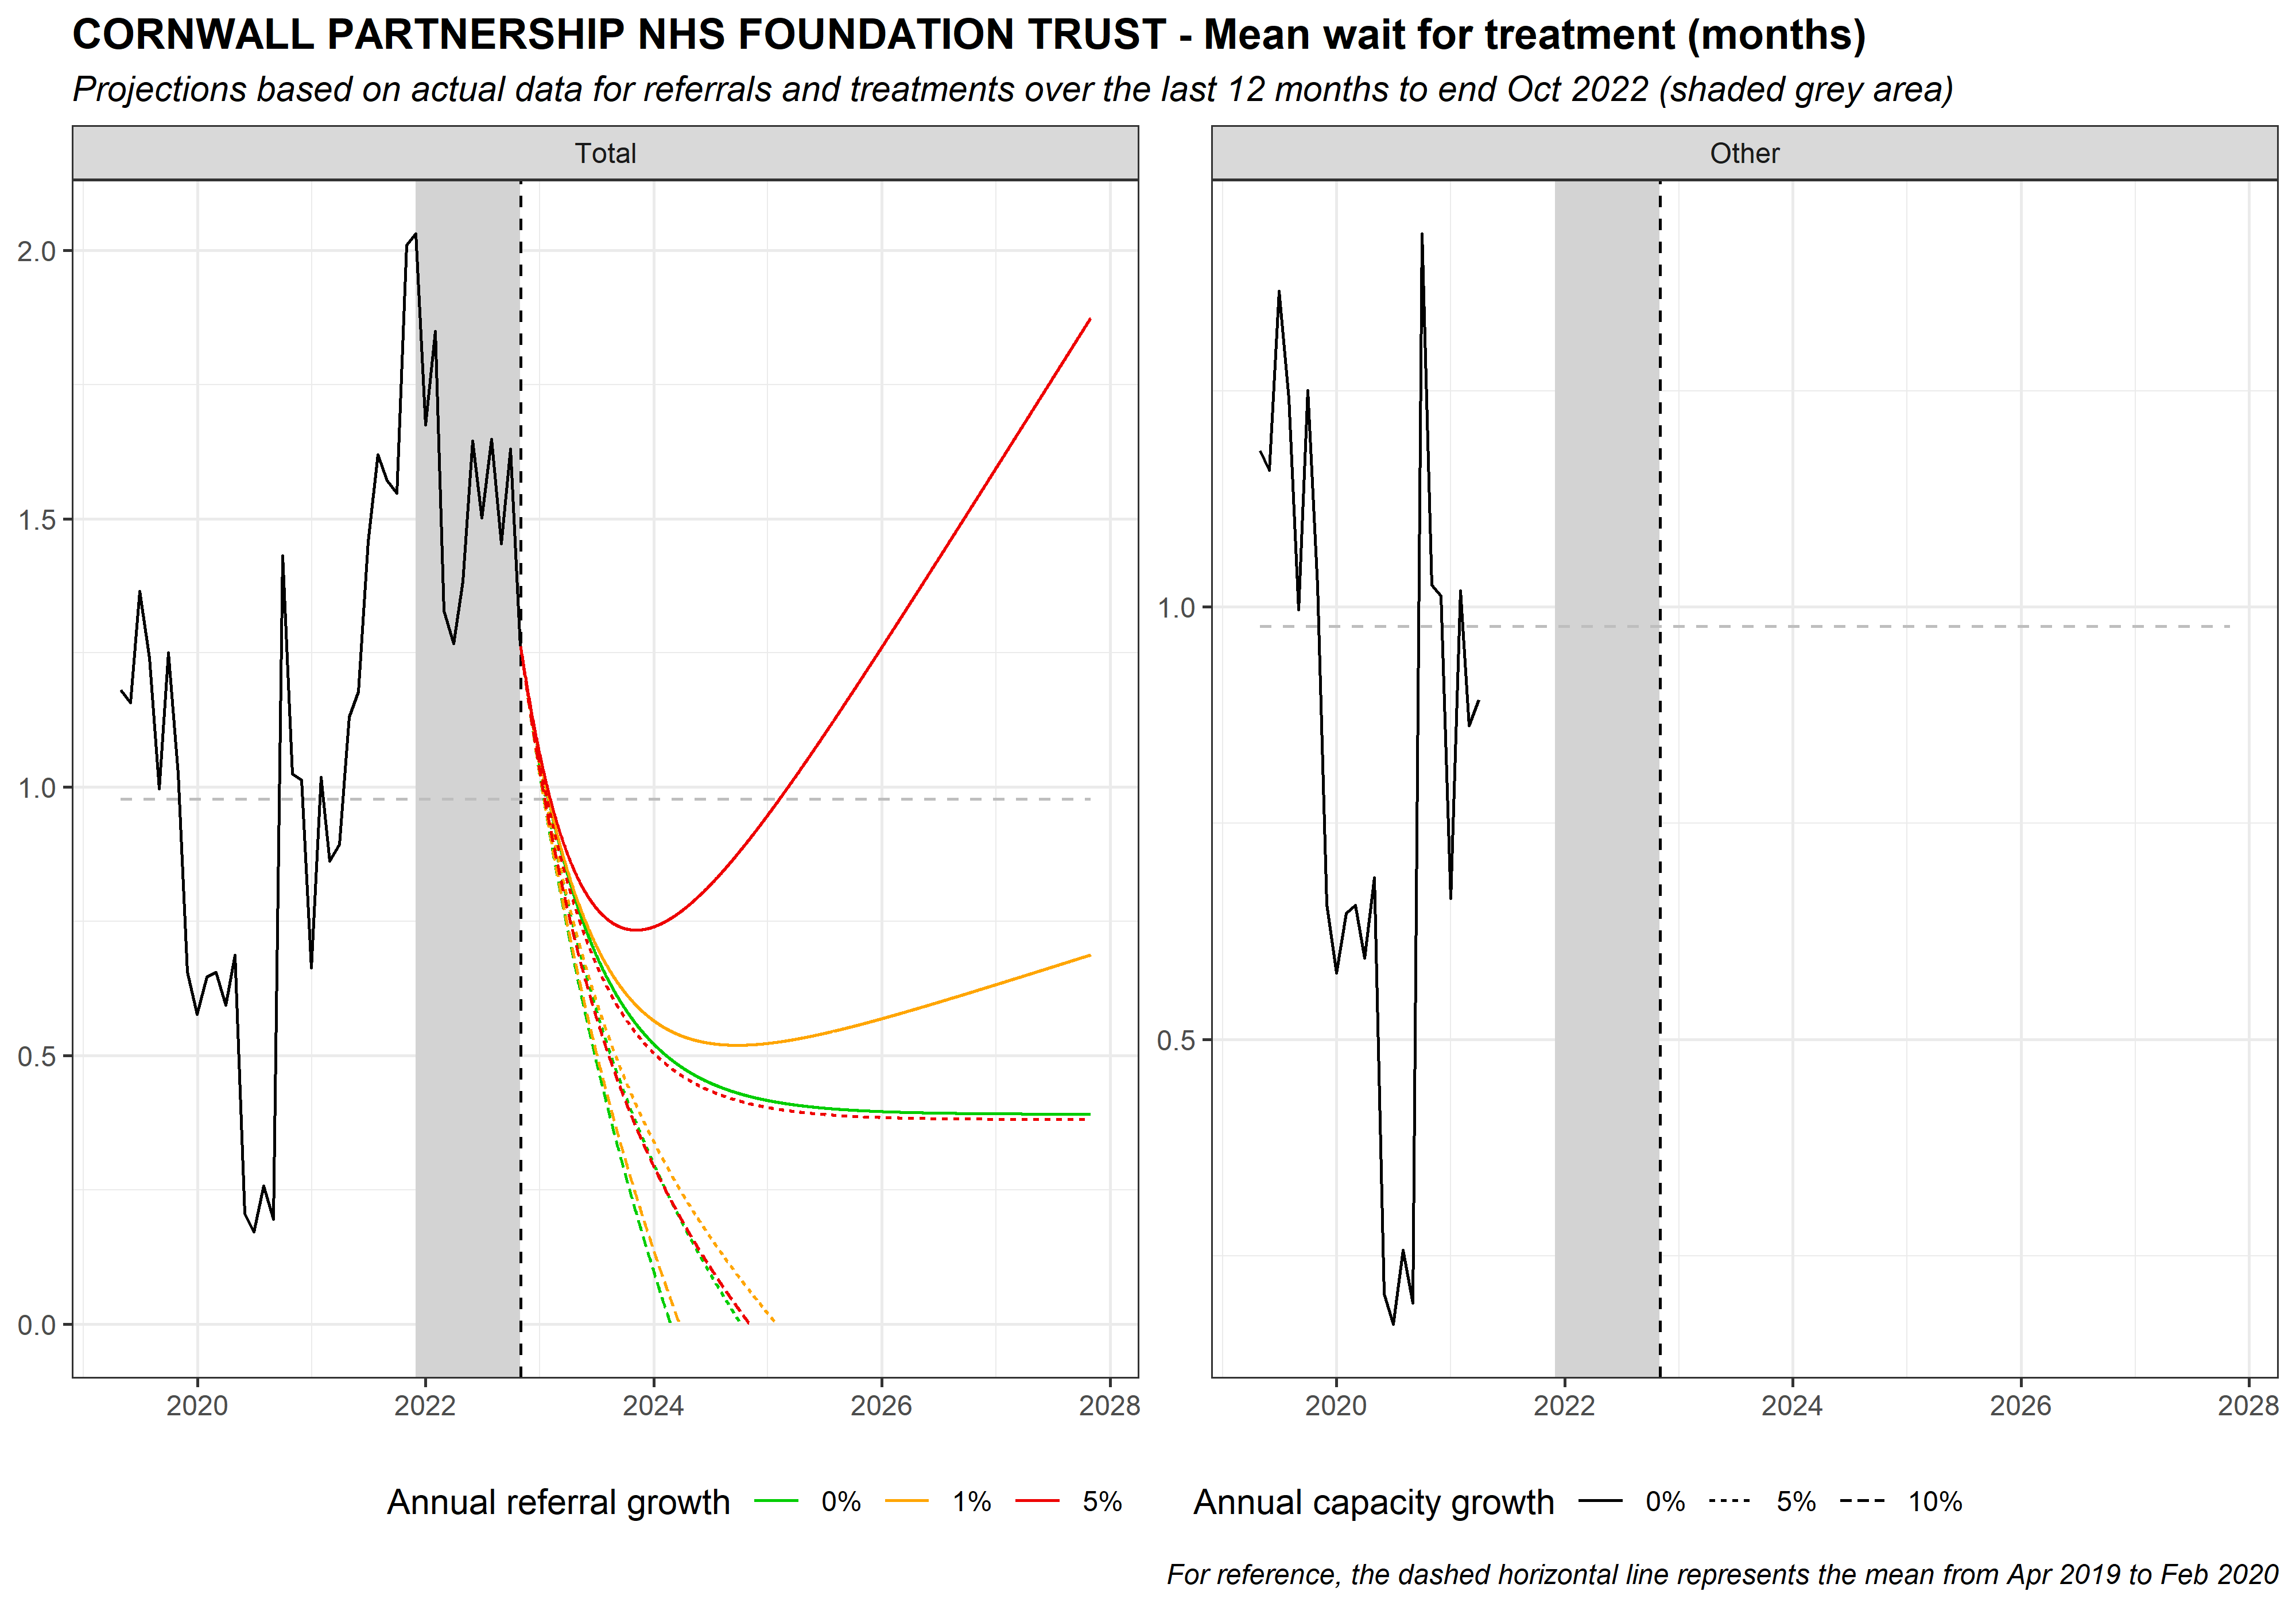 CORNWALL PARTNERSHIP NHS FOUNDATION TRUST - Mean wait for treatment (months)
Projections based on actual data for referrals and treatments over the last 12 months to end Oct 2022 (shaded grey area)
Total
2.0
1.5
1.0
0.5
0.0
2020 2022 2024 2026 2028
Other
1.0
0.5
2020 2022 2024 2026 2028
Annual referral growth 0% 1% 5%
Annual capacity growth 0% 5% 10%
For reference, the dashed horizontal line represents the mean from Apr 2019 to Feb 2020